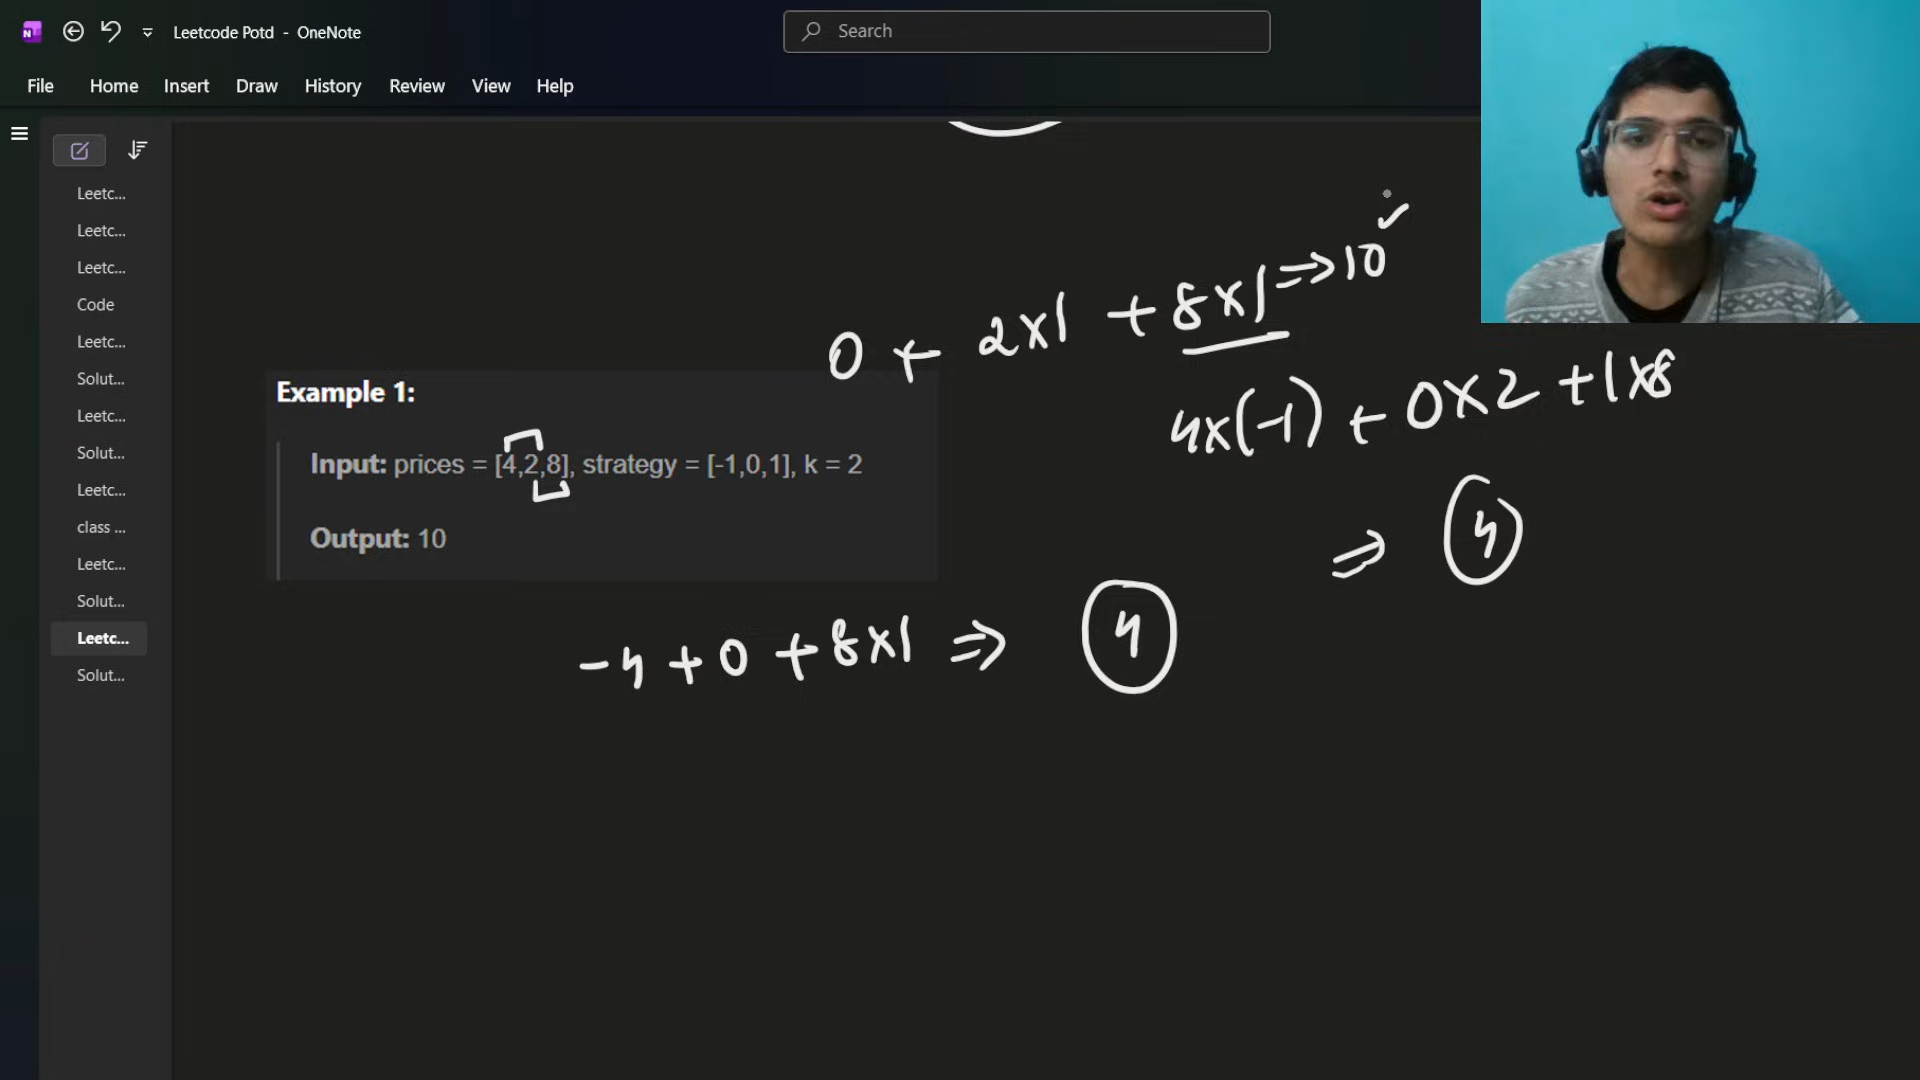 Leetcode Potd - OneNote
Search
File Home Insert Draw History Review View Help
Leetc...
Leetc...
Leetc...
Code
Leetc...
Solut...
Leetc...
Solut...
Leetc...
class ...
Leetc...
Solut...
Leetc...
Solut...
0 + 2x1 + 8x1 => 10 ✓
4x(-1) + 0x2 + 1x8
=> 4
Example 1:
Input: prices = [4,2,8], strategy = [-1,0,1], k = 2
Output: 10
-4 + 0 + 8x1 => 4